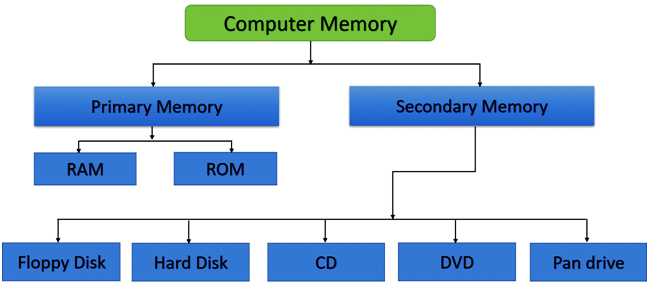 Computer Memory
Primary Memory
Secondary Memory
RAM
ROM
Floppy Disk
Hard Disk
CD
DVD
Pan drive